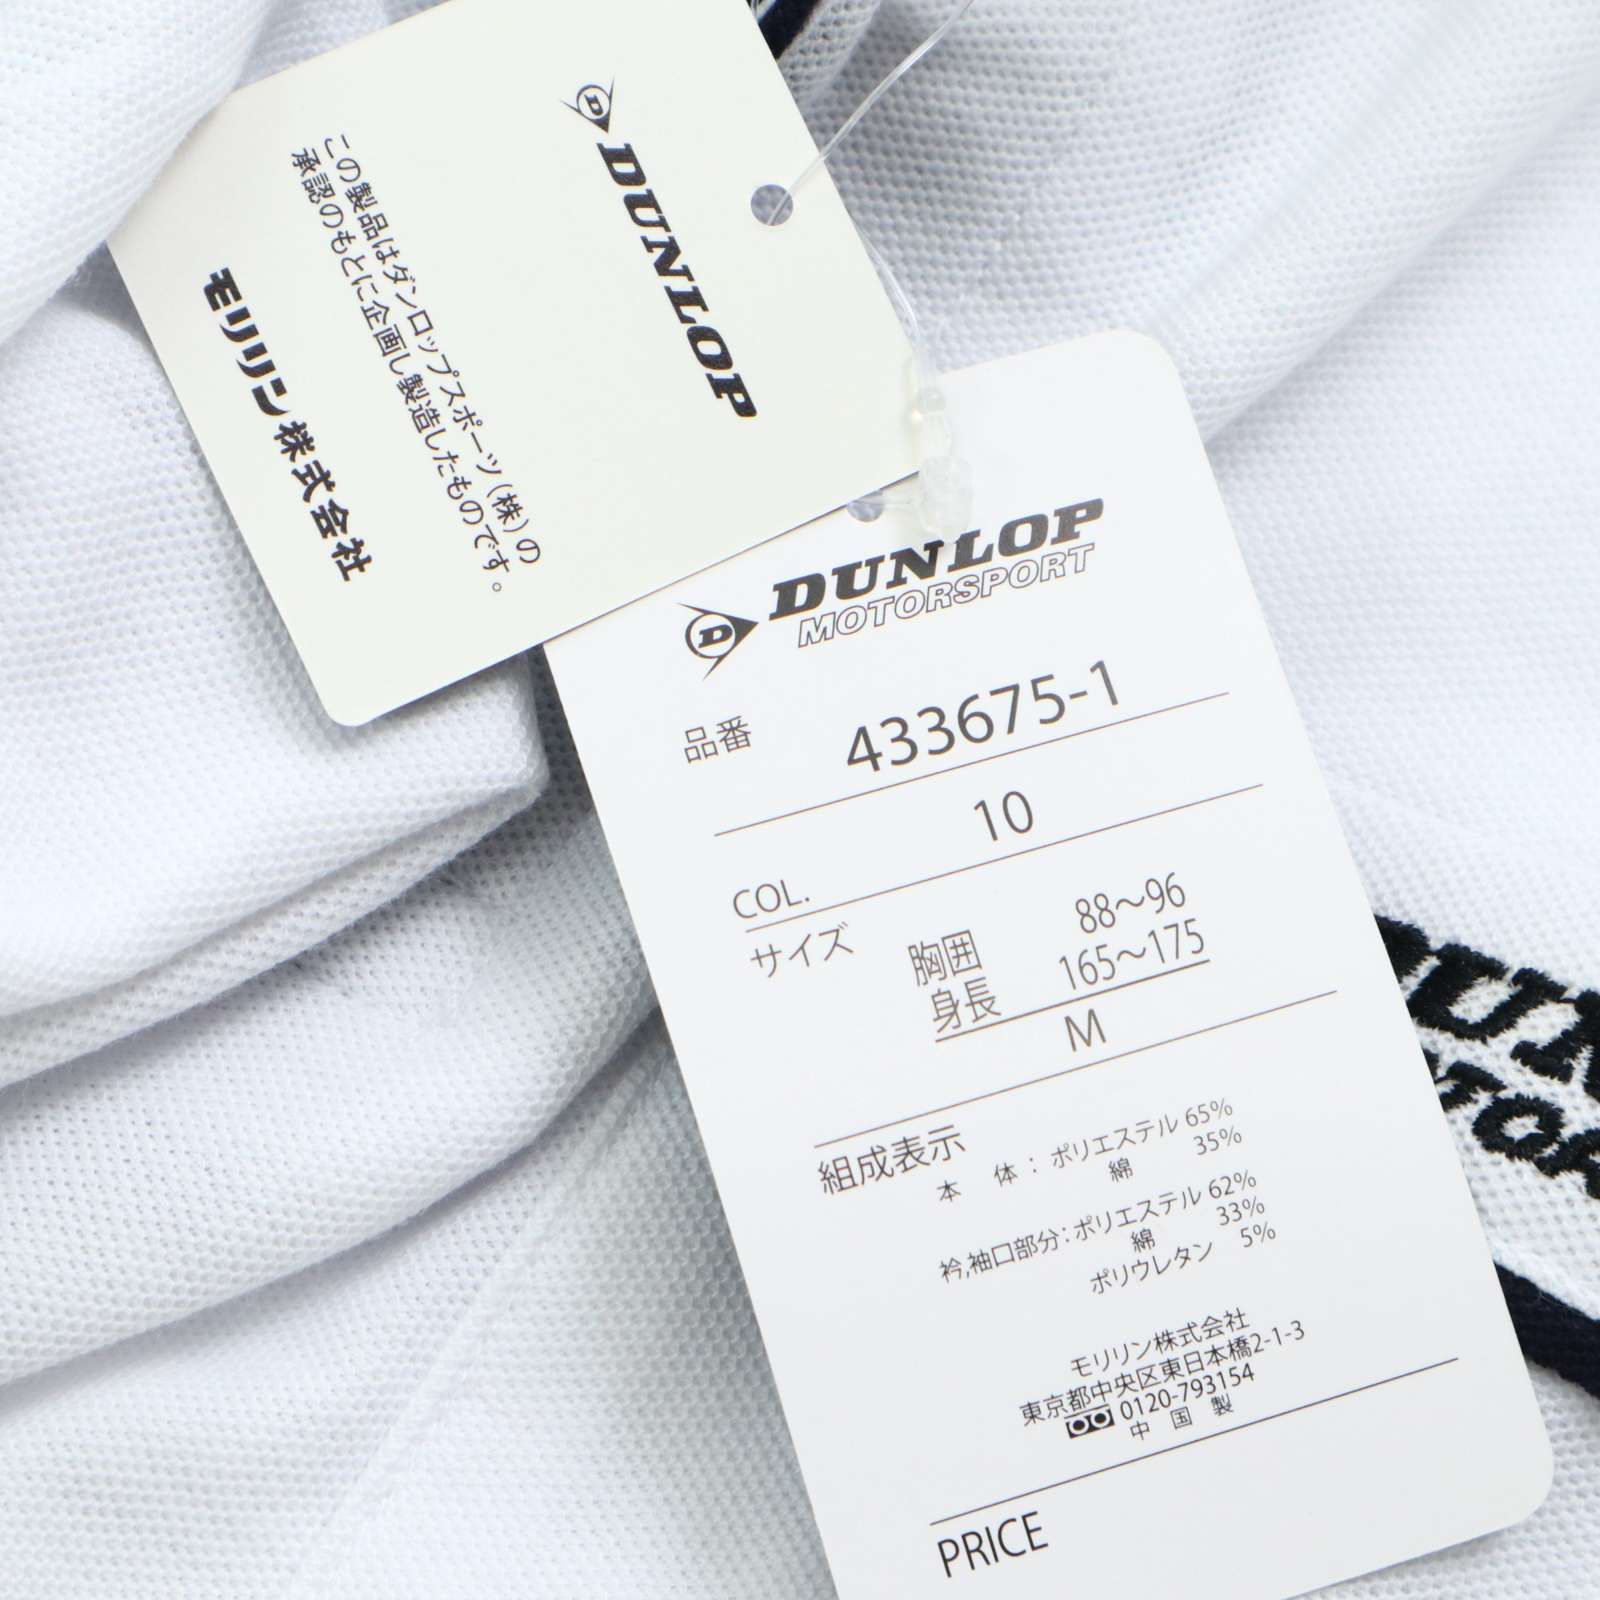 DUNLOP
この製品はダンロップスポーツ(株)の
承認のもとに企画し製造したものです。
モリリン株式会社
DUNLOP
MOTORSPORT
品番 433675-1
10
COL.
サイズ 胸囲 88〜96
身長 165〜175
M
組成表示
本 体 : ポリエステル 65%
綿 35%
衿,袖口部分:ポリエステル 62%
綿 33%
ポリウレタン 5%
モリリン株式会社
東京都中央区東日本橋2-1-3
0120-793154
中 国 製
PRICE